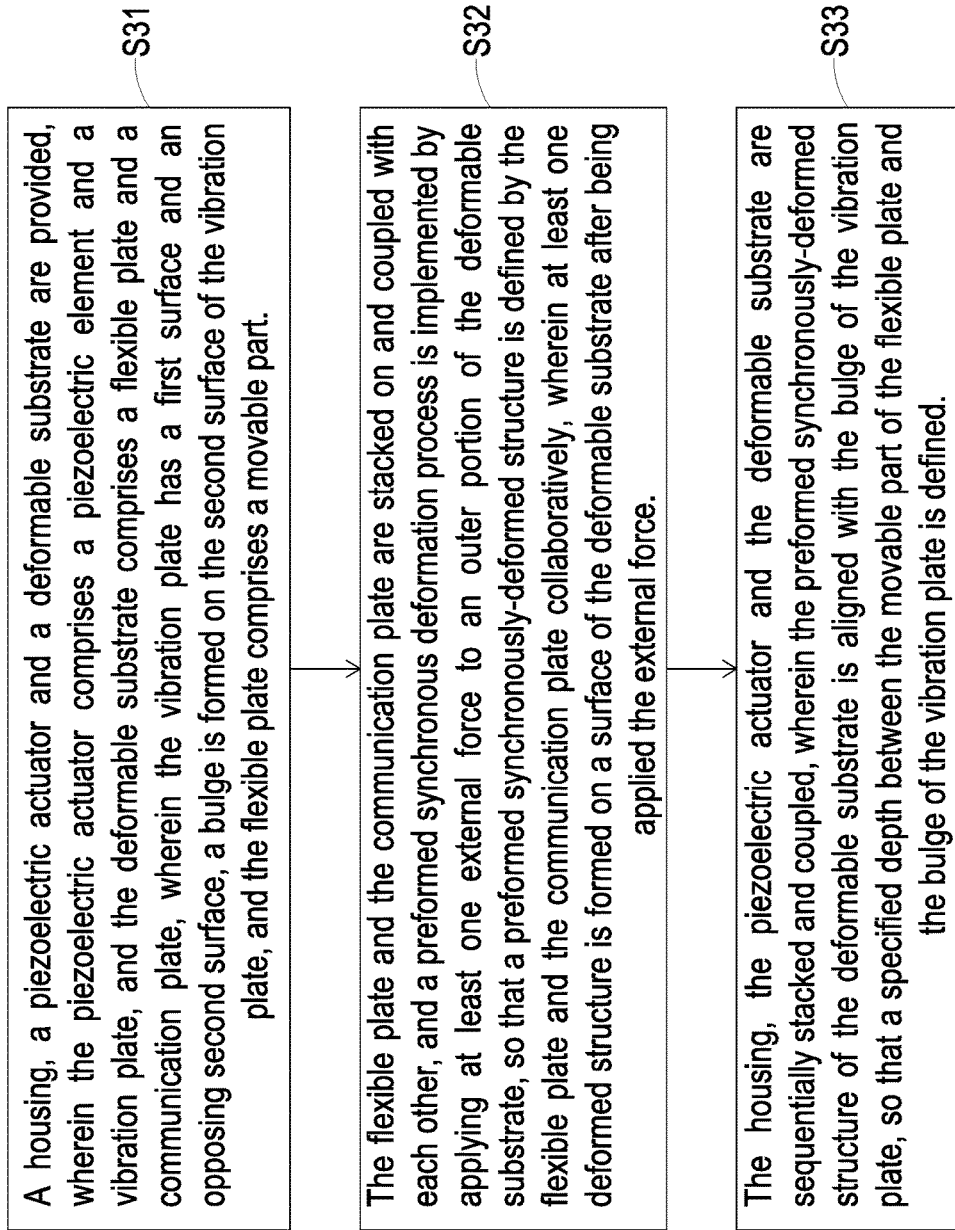 A housing, a piezoelectric actuator and a deformable substrate are provided,
wherein the piezoelectric actuator comprises a piezoelectric element and a
vibration plate, and the deformable substrate comprises a flexible plate and a
communication plate, wherein the vibration plate has a first surface and an
opposing second surface, a bulge is formed on the second surface of the vibration
plate, and the flexible plate comprises a movable part.
S31
The flexible plate and the communication plate are stacked on and coupled with
each other, and a preformed synchronous deformation process is implemented by
applying at least one external force to an outer portion of the deformable
substrate, so that a preformed synchronously-deformed structure is defined by the
flexible plate and the communication plate collaboratively, wherein at least one
deformed structure is formed on a surface of the deformable substrate after being
applied the external force.
S32
The housing, the piezoelectric actuator and the deformable substrate are
sequentially stacked and coupled, wherein the preformed synchronously-deformed
structure of the deformable substrate is aligned with the bulge of the vibration
plate, so that a specified depth between the movable part of the flexible plate and
the bulge of the vibration plate is defined.
S33